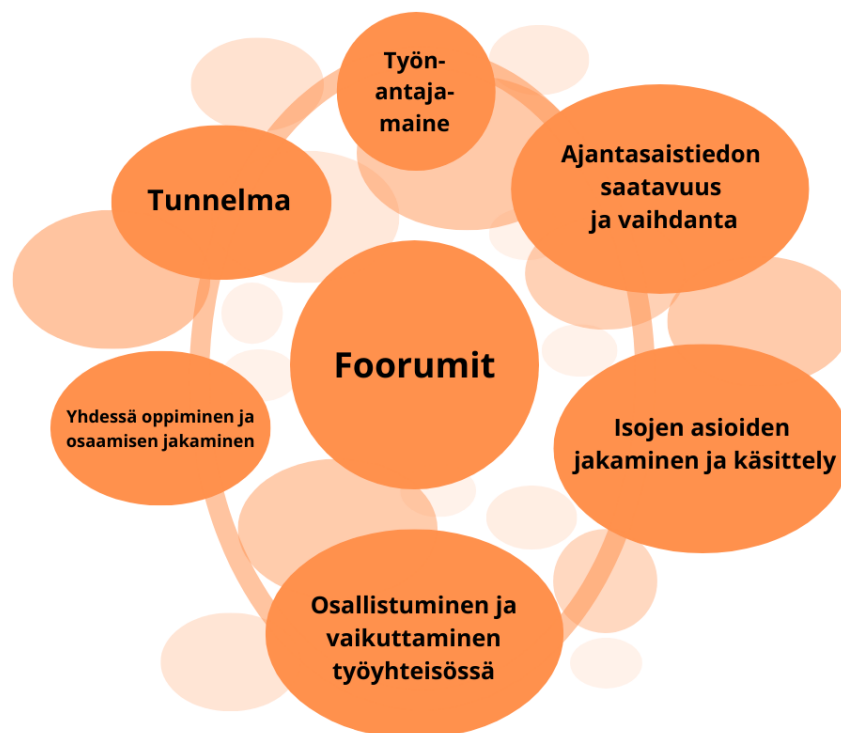 Työn-
antaja-
maine
Ajantasaistiedon
saatavuus
ja vaihdanta
Tunnelma
Foorumit
Yhdessä oppiminen ja
osaamisen jakaminen
Isojen asioiden
jakaminen ja käsittely
Osallistuminen ja
vaikuttaminen
työyhteisössä